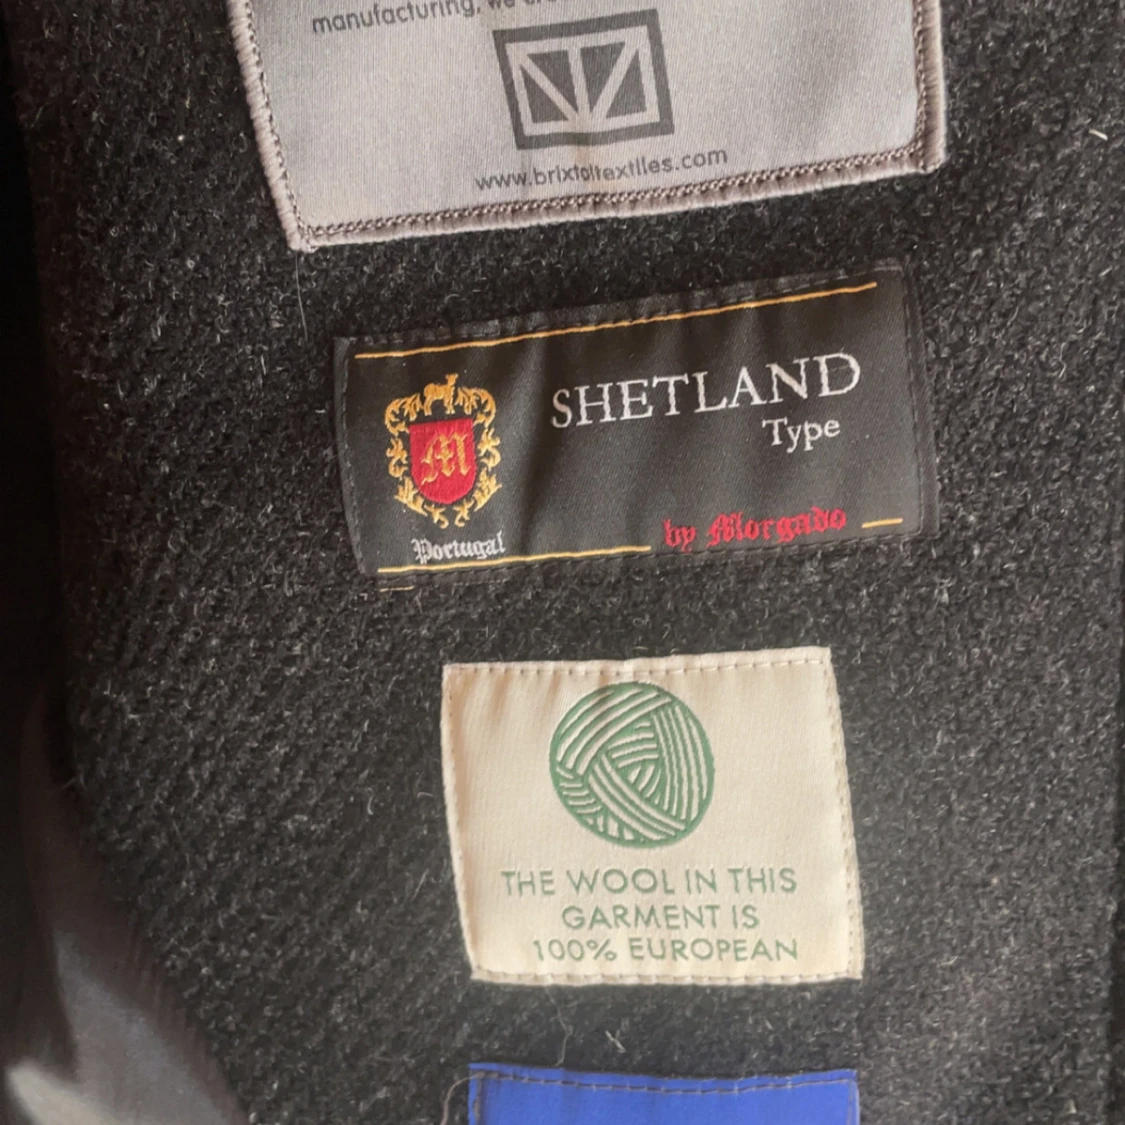 manufacturing, we
www.brixtoltextiles.com
SHETLAND
Type
M
Portugal
by Morgado
THE WOOL IN THIS
GARMENT IS
100% EUROPEAN